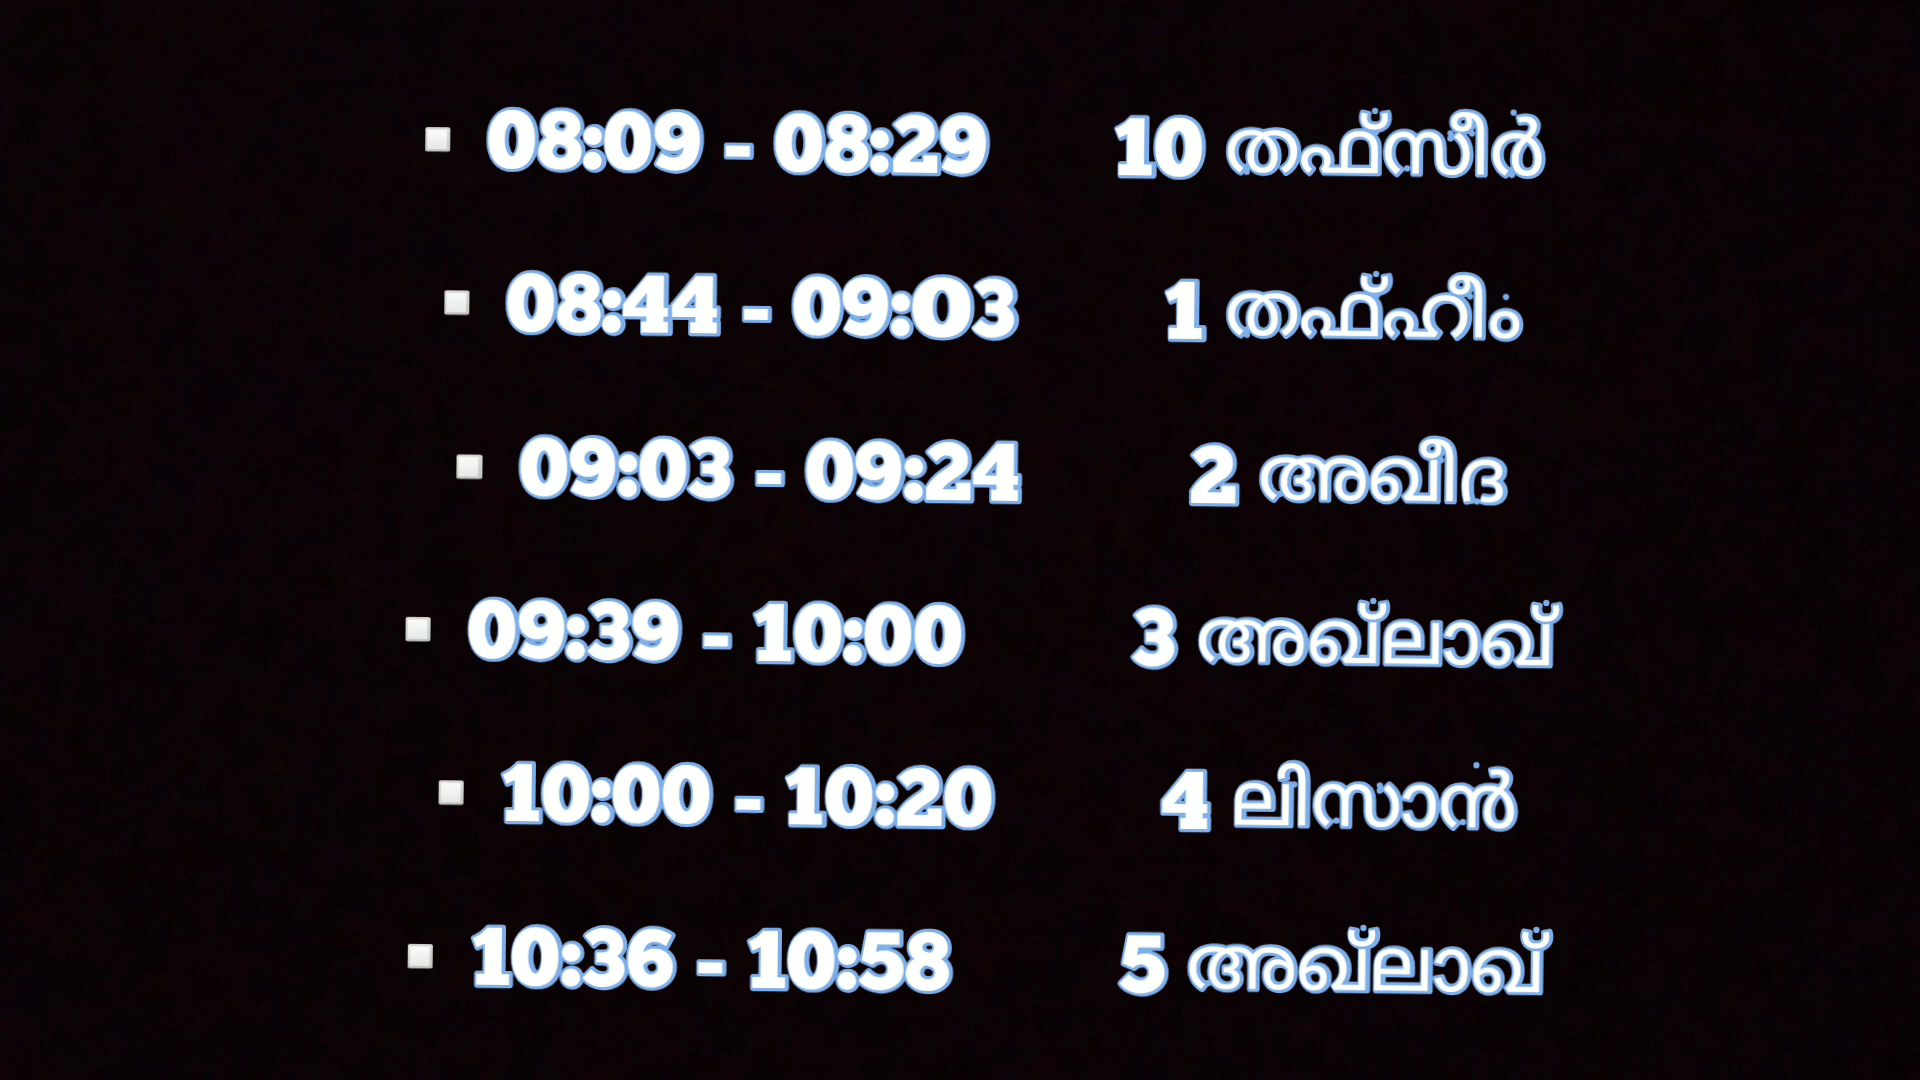 ▫️ 08:09 - 08:29 10 തഫ്സീർ
▫️ 08:44 - 09:03 1 തഫ്ഹീം
▫️ 09:03 - 09:24 2 അഖീദ
▫️ 09:39 - 10:00 3 അഖ്ലാഖ്
▫️ 10:00 - 10:20 4 ലിസാൻ
▫️ 10:36 - 10:58 5 അഖ്ലാഖ്